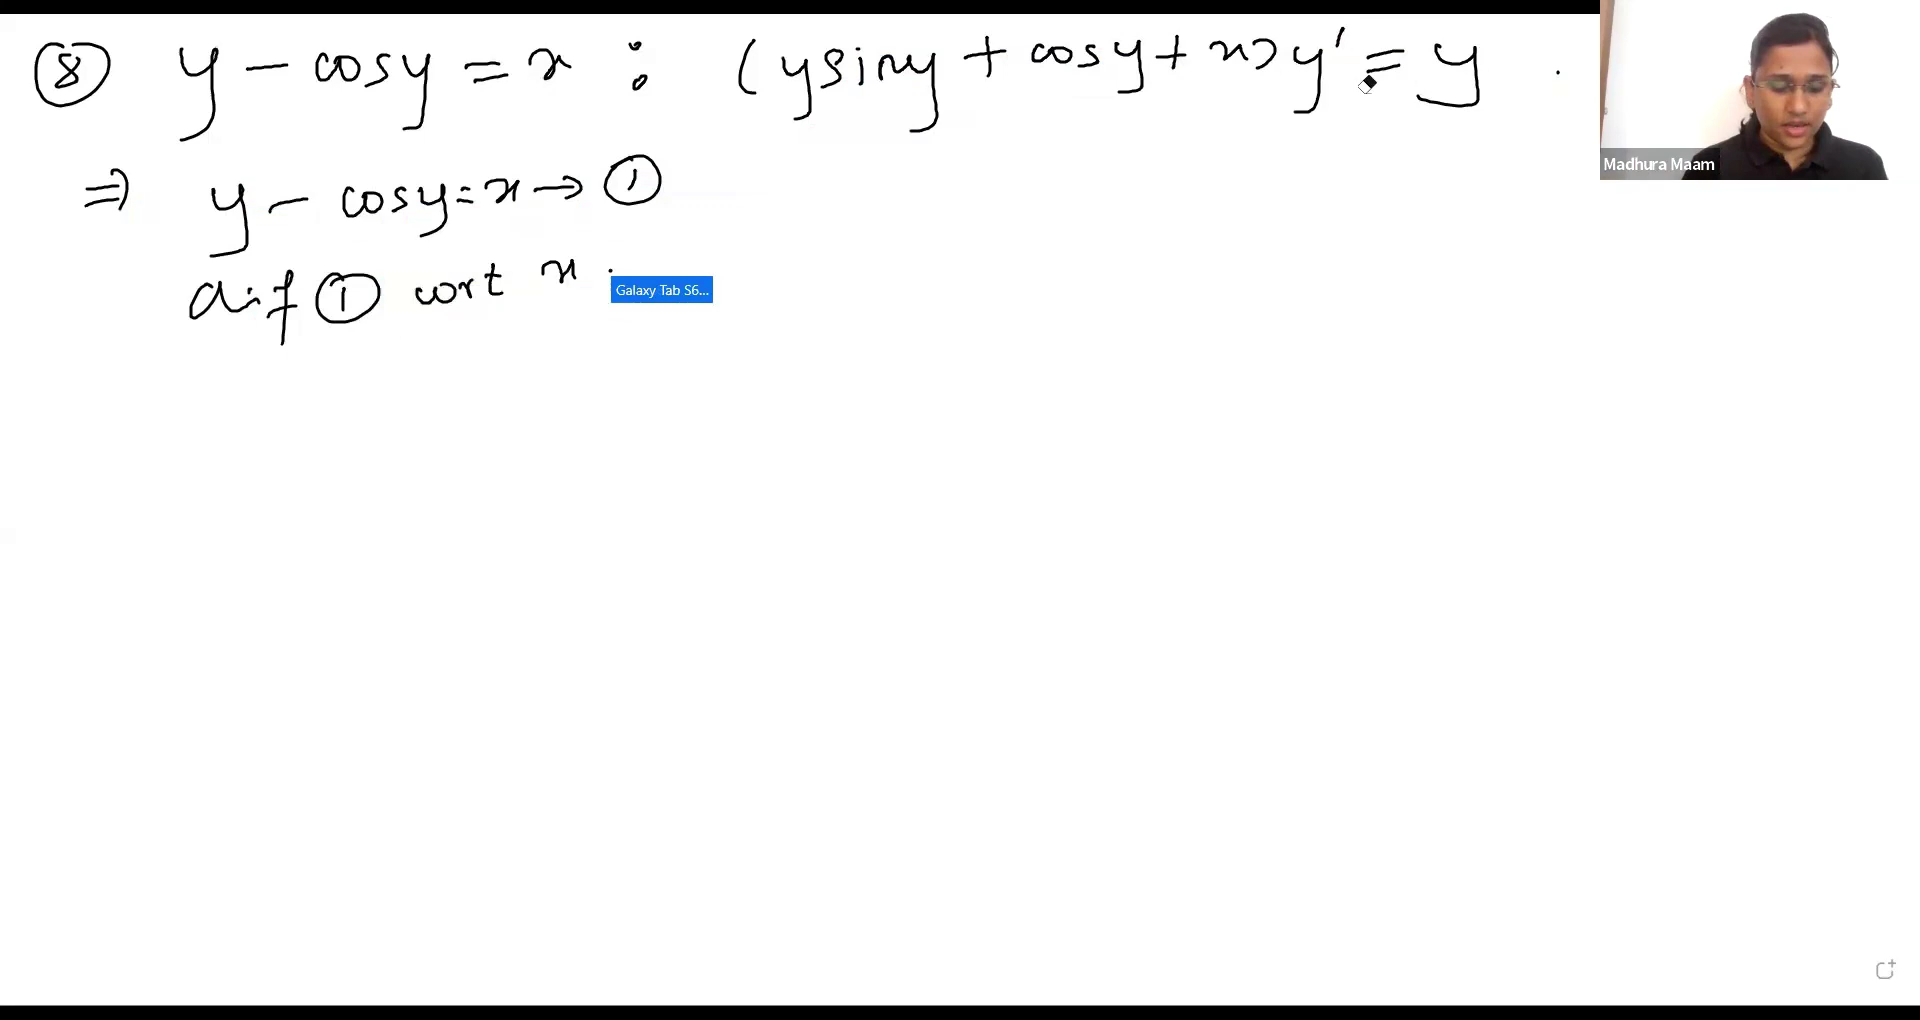 ⑧ y - cosy = x : (ysiny + cosy + x) y' = y .
Madhura Maam
⇒ y - cosy = x → ①
dif ① wrt x .
Galaxy Tab S6...